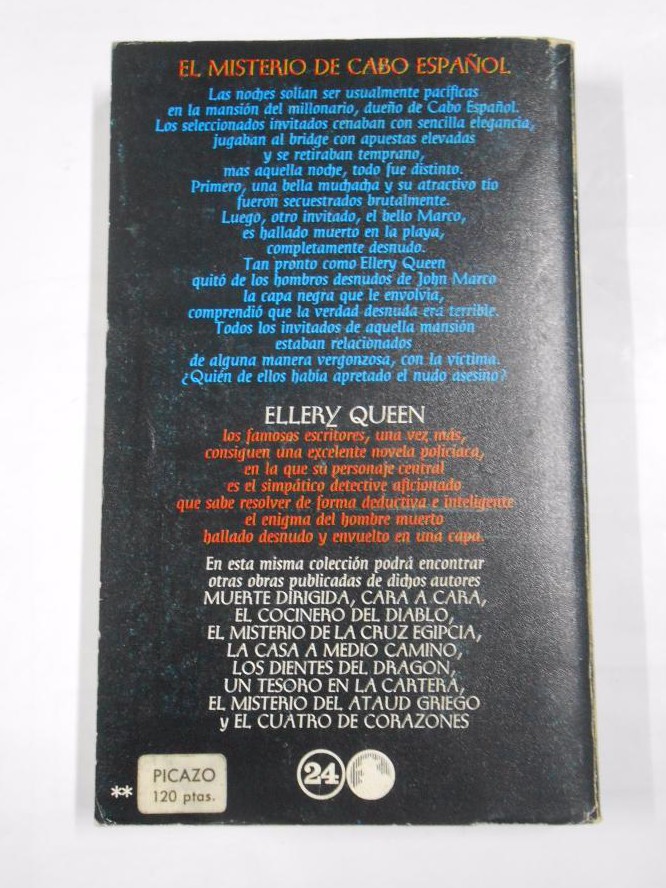 EL MISTERIO DE CABO ESPAÑOL
Las noches solían ser usualmente pacíficas
en la mansión del millonario, dueño de Cabo Español.
Los seleccionados invitados cenaban con sencilla elegancia,
jugaban al bridge con apuestas elevadas
y se retiraban temprano,
mas aquella noche, todo fue distinto.
Primero, una bella muchacha y su atractivo tío
fueron secuestrados brutalmente.
Luego, otro invitado, el bello Marco,
es hallado muerto en la playa,
completamente desnudo.
Tan pronto como Ellery Queen
quitó de los hombros desnudos de John Marco
la capa negra que le envolvía,
comprendió que la verdad desnuda era terrible.
Todos los invitados de aquella mansión
estaban relacionados
de alguna manera vergonzosa, con la víctima.
¿Quién de ellos había apretado el nudo asesino?
ELLERY QUEEN
los famosos escritores, una vez más,
consiguen una excelente novela policíaca,
en la que su personaje central
es el simpático detective aficionado
que sabe resolver de forma deductiva e inteligente
el enigma del hombre muerto
hallado desnudo y envuelto en una capa.
En esta misma colección podrá encontrar
otras obras publicadas de dichos autores
MUERTE DIRIGIDA, CARA A CARA,
EL COCINERO DEL DIABLO,
EL MISTERIO DE LA CRUZ EGIPCIA,
LA CASA A MEDIO CAMINO,
LOS DIENTES DEL DRAGON,
UN TESORO EN LA CARTERA,
EL MISTERIO DEL ATAUD GRIEGO
y EL CUATRO DE CORAZONES
** PICAZO
120 ptas.
24